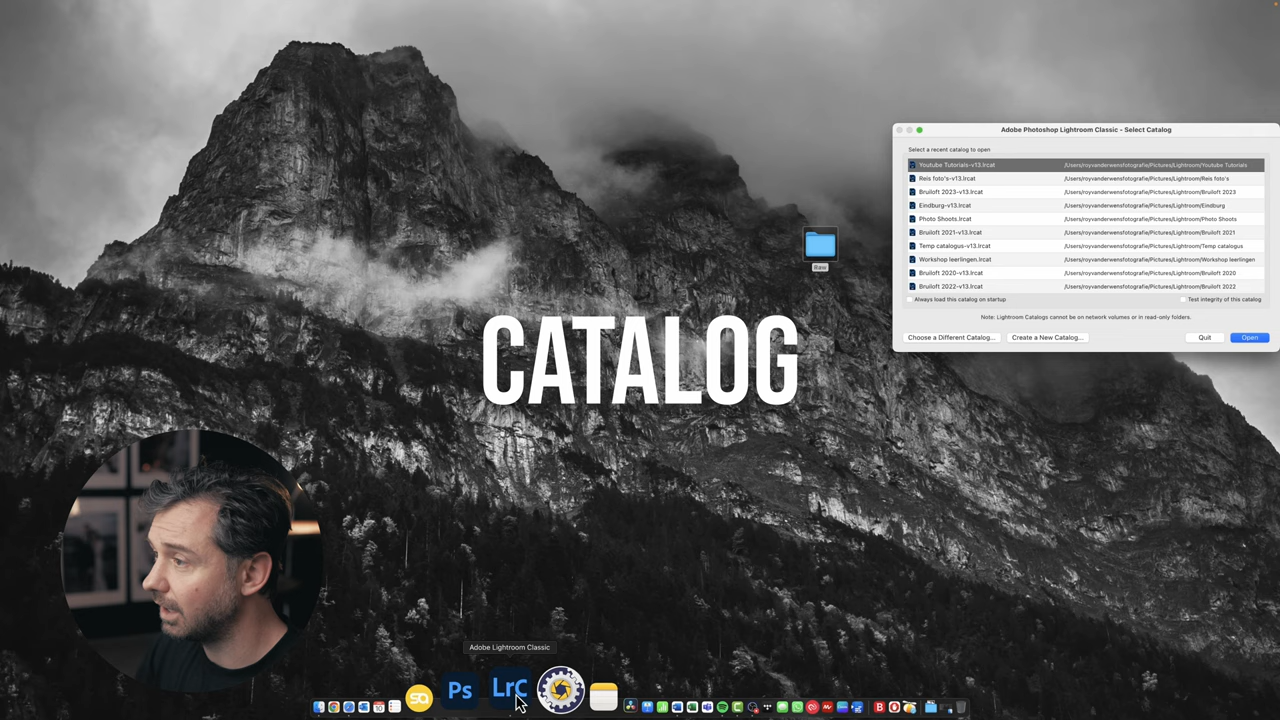 Adobe Photoshop Lightroom Classic - Select Catalog
Select a recent catalog to open
Youtube Tutorials-v13.lrcat /Users/royvanderwensfotografie/Pictures/Lightroom/Youtube Tutorials
Reis foto's-v13.lrcat /Users/royvanderwensfotografie/Pictures/Lightroom/Reis foto's
Bruiloft 2023-v13.lrcat /Users/royvanderwensfotografie/Pictures/Lightroom/Bruiloft 2023
Eindburg-v13.lrcat /Users/royvanderwensfotografie/Pictures/Lightroom/Eindburg
Photo Shoots.lrcat /Users/royvanderwensfotografie/Pictures/Lightroom/Photo Shoots
Bruiloft 2021-v13.lrcat /Users/royvanderwensfotografie/Pictures/Lightroom/Bruiloft 2021
Temp catalogus-v13.lrcat /Users/royvanderwensfotografie/Pictures/Lightroom/Temp catalogus
Workshop leerlingen.lrcat /Users/royvanderwensfotografie/Pictures/Lightroom/Workshop leerlingen
Bruiloft 2020-v13.lrcat /Users/royvanderwensfotografie/Pictures/Lightroom/Bruiloft 2020
Bruiloft 2022-v13.lrcat /Users/royvanderwensfotografie/Pictures/Lightroom/Bruiloft 2022
Always load this catalog on startup Test integrity of this catalog
Note: Lightroom Catalogs cannot be on network volumes or in read-only folders.
Choose a Different Catalog... Create a New Catalog... Quit Open
Raw
CATALOG
Adobe Lightroom Classic
Ps LrC